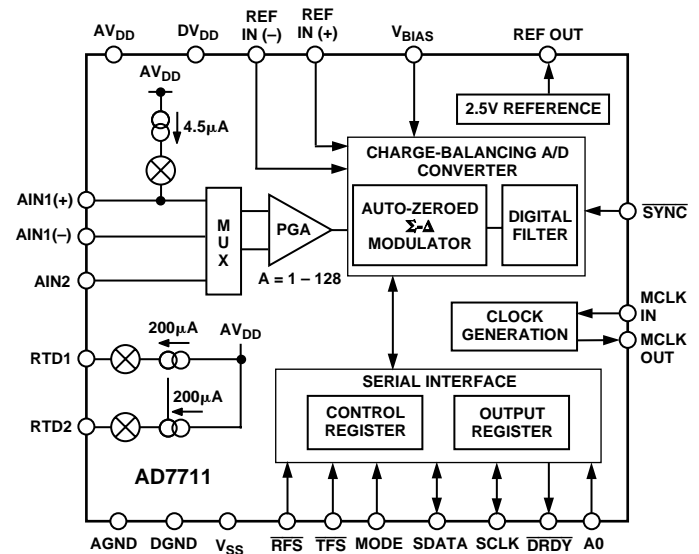 AVDD
DVDD
REF
IN (–)
REF
IN (+)
VBIAS
REF OUT
AVDD
4.5µA
2.5V REFERENCE
CHARGE-BALANCING A/D
CONVERTER
AUTO-ZEROED
Σ-Δ
MODULATOR
DIGITAL
FILTER
SYNC
AIN1(+)
AIN1(–)
AIN2
M
U
X
PGA
A = 1 – 128
CLOCK
GENERATION
MCLK
IN
MCLK
OUT
200µA
AVDD
RTD1
200µA
RTD2
SERIAL INTERFACE
CONTROL
REGISTER
OUTPUT
REGISTER
AD7711
AGND
DGND
VSS
RFS
TFS
MODE
SDATA
SCLK
DRDY
A0